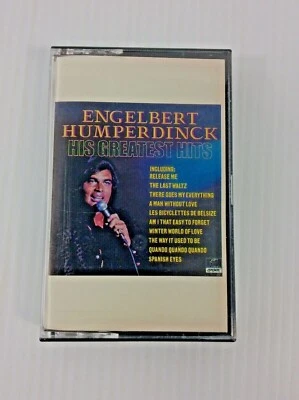 ENGELBERT
HUMPERDINCK
HIS GREATEST HITS
INCLUDING:
RELEASE ME
THE LAST WALTZ
THERE GOES MY EVERYTHING
A MAN WITHOUT LOVE
LES BICYCLETTES DE BELSIZE
AM I THAT EASY TO FORGET
WINTER WORLD OF LOVE
THE WAY IT USED TO BE
QUANDO QUANDO QUANDO
SPANISH EYES